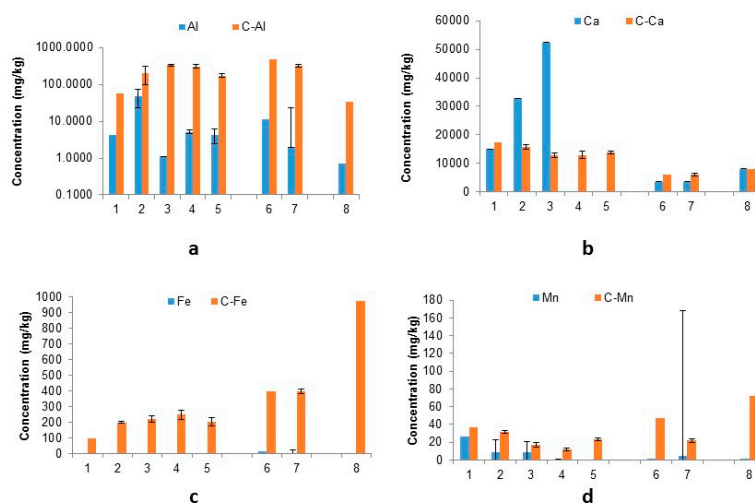 Al C-Al
Concentration (mg/kg)
1000.0000
100.0000
10.0000
1.0000
0.1000
1 2 3 4 5 6 7 8
a
Ca C-Ca
Concentration (mg/kg)
60000
50000
40000
30000
20000
10000
0
1 2 3 4 5 6 7 8
b
Fe C-Fe
Concentration (mg/kg)
1000
900
800
700
600
500
400
300
200
100
0
1 2 3 4 5 6 7 8
c
Mn C-Mn
Concentration (mg/kg)
180
160
140
120
100
80
60
40
20
0
1 2 3 4 5 6 7 8
d